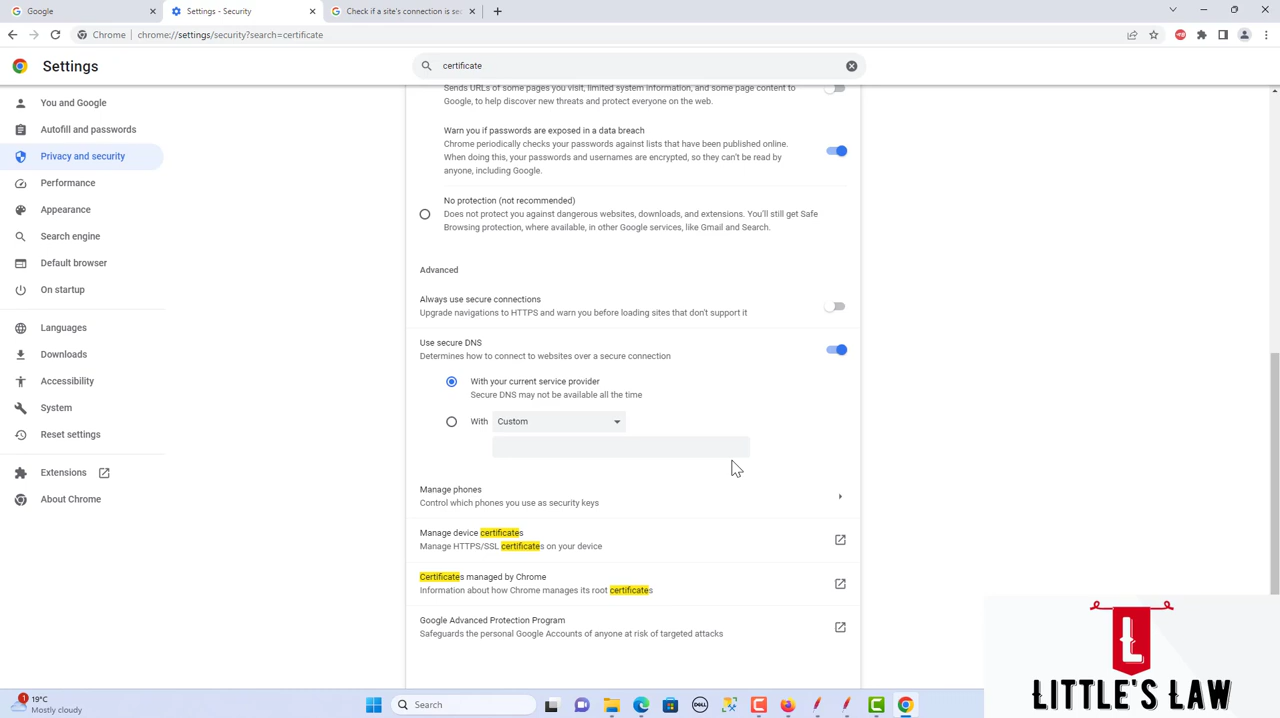 Google
Settings - Security
Check if a site's connection is sec
Chrome
chrome://settings/security?search=certificate
Settings
certificate
You and Google
Autofill and passwords
Privacy and security
Performance
Appearance
Search engine
Default browser
On startup
Languages
Downloads
Accessibility
System
Reset settings
Extensions
About Chrome
Sends URLs of some pages you visit, limited system information, and some page content to
Google, to help discover new threats and protect everyone on the web.
Warn you if passwords are exposed in a data breach
Chrome periodically checks your passwords against lists that have been published online.
When doing this, your passwords and usernames are encrypted, so they can't be read by
anyone, including Google.
No protection (not recommended)
Does not protect you against dangerous websites, downloads, and extensions. You'll still get Safe
Browsing protection, where available, in other Google services, like Gmail and Search.
Advanced
Always use secure connections
Upgrade navigations to HTTPS and warn you before loading sites that don't support it
Use secure DNS
Determines how to connect to websites over a secure connection
With your current service provider
Secure DNS may not be available all the time
With Custom
Manage phones
Control which phones you use as security keys
Manage device certificates
Manage HTTPS/SSL certificates on your device
Certificates managed by Chrome
Information about how Chrome manages its root certificates
Google Advanced Protection Program
Safeguards the personal Google Accounts of anyone at risk of targeted attacks
L
LITTLE'S LAW
1
19°C
Mostly cloudy
Search
DELL